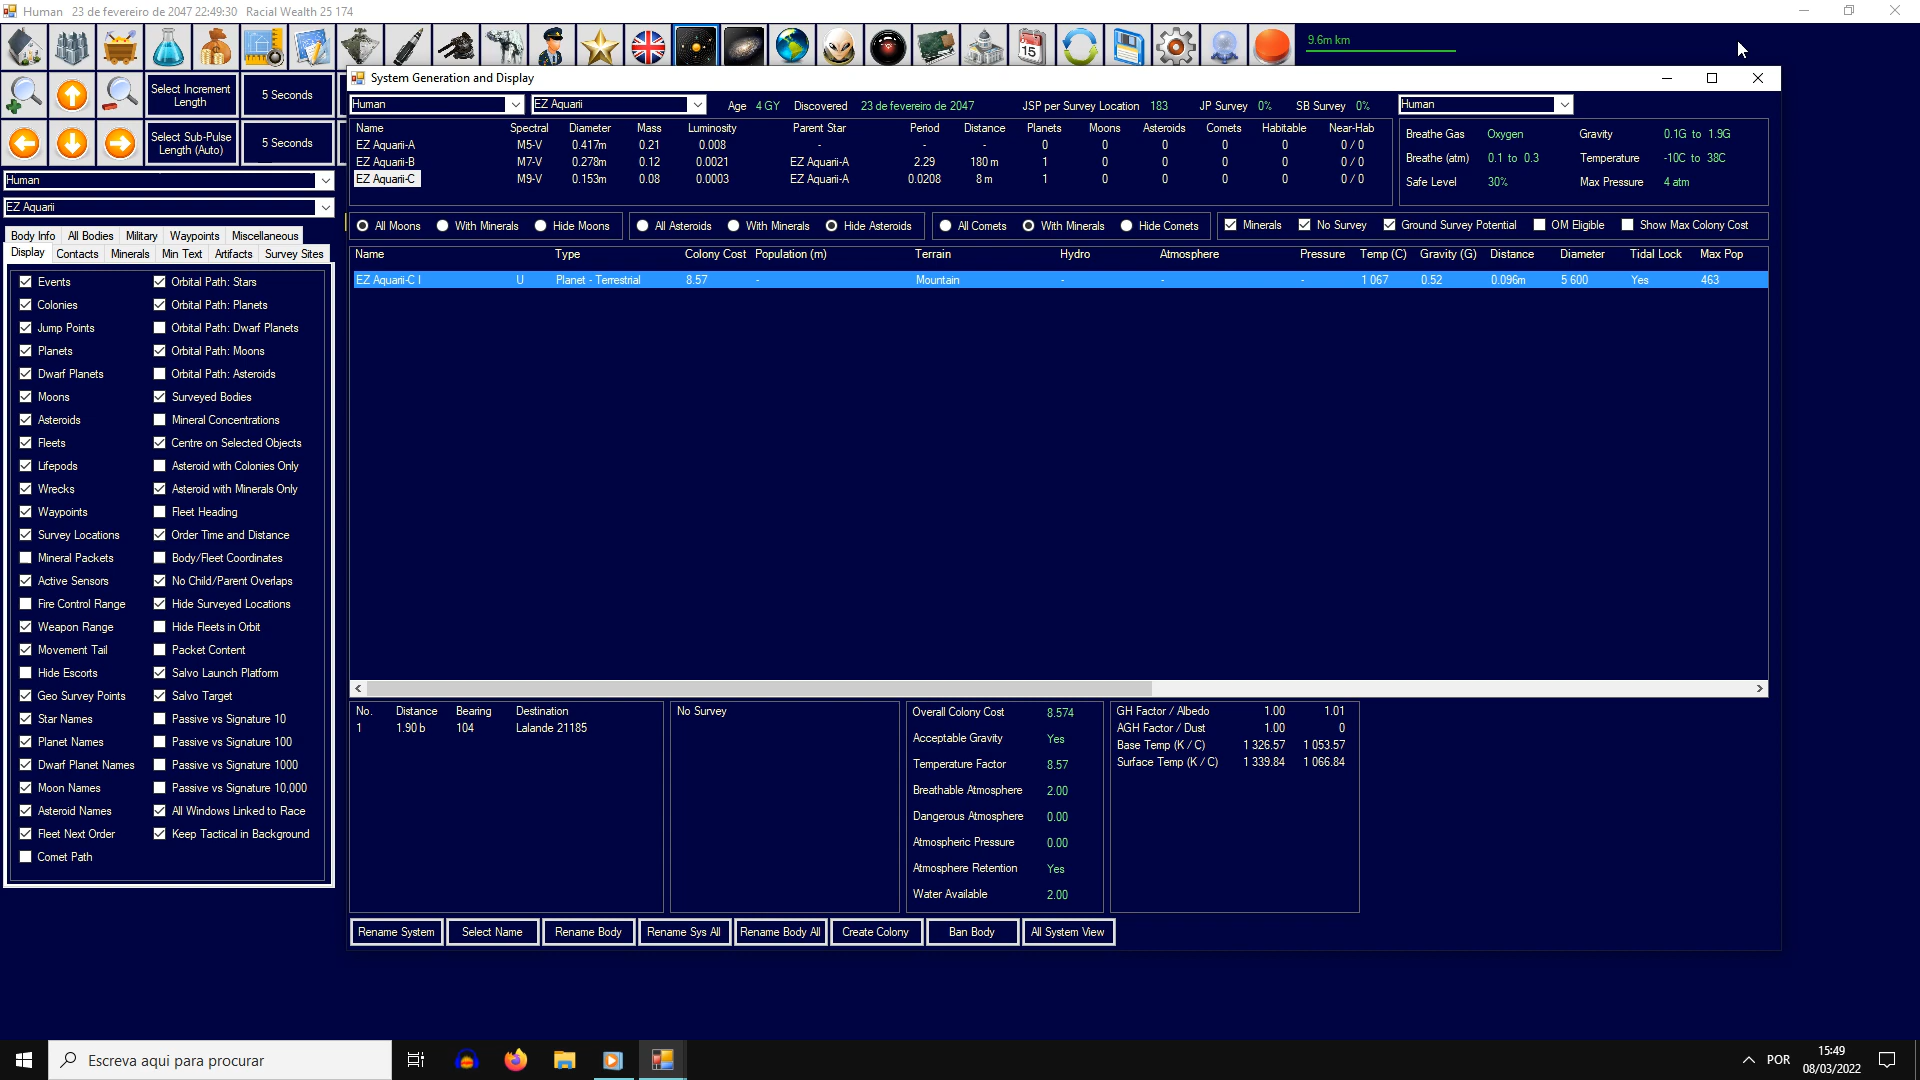 Human 23 de fevereiro de 2047 22:49:30 Racial Wealth 25 174
9.6m km
Select Increment Length
5 Seconds
Select Sub-Pulse Length (Auto)
5 Seconds
Human
EZ Aquarii
Body Info All Bodies Military Waypoints Miscellaneous
Display Contacts Minerals Min Text Artifacts Survey Sites
Events Orbital Path: Stars
Colonies Orbital Path: Planets
Jump Points Orbital Path: Dwarf Planets
Planets Orbital Path: Moons
Dwarf Planets Orbital Path: Asteroids
Moons Surveyed Bodies
Asteroids Mineral Concentrations
Fleets Centre on Selected Objects
Lifepods Asteroid with Colonies Only
Wrecks Asteroid with Minerals Only
Waypoints Fleet Heading
Survey Locations Order Time and Distance
Mineral Packets Body/Fleet Coordinates
Active Sensors No Child/Parent Overlaps
Fire Control Range Hide Surveyed Locations
Weapon Range Hide Fleets in Orbit
Movement Tail Packet Content
Hide Escorts Salvo Launch Platform
Geo Survey Points Salvo Target
Star Names Passive vs Signature 10
Planet Names Passive vs Signature 100
Dwarf Planet Names Passive vs Signature 1000
Moon Names Passive vs Signature 10,000
Asteroid Names All Windows Linked to Race
Fleet Next Order Keep Tactical in Background
Comet Path
System Generation and Display
Human EZ Aquarii Age 4 GY Discovered 23 de fevereiro de 2047 JSP per Survey Location 183 JP Survey 0% SB Survey 0% Human
Name Spectral Diameter Mass Luminosity Parent Star Period Distance Planets Moons Asteroids Comets Habitable Near-Hab
EZ Aquarii-A M5-V 0.417m 0.21 0.008 - - - 0 0 0 0 0 0 / 0
EZ Aquarii-B M7-V 0.278m 0.12 0.0021 EZ Aquarii-A 2.29 180 m 1 0 0 0 0 0 / 0
EZ Aquarii-C M9-V 0.153m 0.08 0.0003 EZ Aquarii-A 0.0208 8 m 1 0 0 0 0 0 / 0
Breathe Gas Oxygen Gravity 0.1G to 1.9G
Breathe (atm) 0.1 to 0.3 Temperature -10C to 38C
Safe Level 30% Max Pressure 4 atm
All Moons With Minerals Hide Moons All Asteroids With Minerals Hide Asteroids All Comets With Minerals Hide Comets Minerals No Survey Ground Survey Potential OM Eligible Show Max Colony Cost
Name Type Colony Cost Population (m) Terrain Hydro Atmosphere Pressure Temp (C) Gravity (G) Distance Diameter Tidal Lock Max Pop
EZ Aquarii-C I U Planet - Terrestrial 8.57 - Mountain - - - 1 067 0.52 0.096m 5 600 Yes 463
No. Distance Bearing Destination
1 1.90 b 104 Lalande 21185
No Survey
Overall Colony Cost 8.574
Acceptable Gravity Yes
Temperature Factor 8.57
Breathable Atmosphere 2.00
Dangerous Atmosphere 0.00
Atmospheric Pressure 0.00
Atmosphere Retention Yes
Water Available 2.00
GH Factor / Albedo 1.00 1.01
AGH Factor / Dust 1.00 0
Base Temp (K / C) 1 326.57 1 053.57
Surface Temp (K / C) 1 339.84 1 066.84
Rename System Select Name Rename Body Rename Sys All Rename Body All Create Colony Ban Body All System View
Escreva aqui para procurar
POR
15:49
08/03/2022